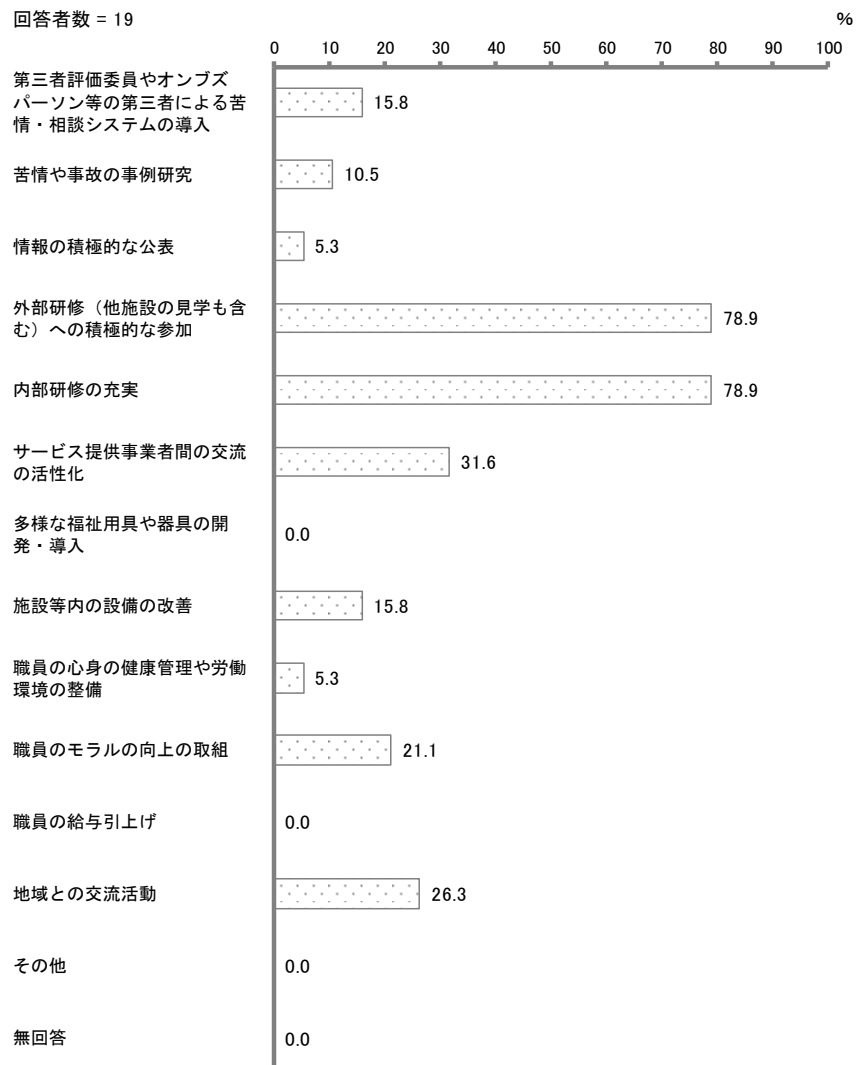 回答者数 = 19
%
0 10 20 30 40 50 60 70 80 90 100
第三者評価委員やオンブズ
パーソン等の第三者による苦
情・相談システムの導入
15.8
苦情や事故の事例研究
10.5
情報の積極的な公表
5.3
外部研修（他施設の見学も含
む）への積極的な参加
78.9
内部研修の充実
78.9
サービス提供事業者間の交流
の活性化
31.6
多様な福祉用具や器具の開
発・導入
0.0
施設等内の設備の改善
15.8
職員の心身の健康管理や労働
環境の整備
5.3
職員のモラルの向上の取組
21.1
職員の給与引上げ
0.0
地域との交流活動
26.3
その他
0.0
無回答
0.0